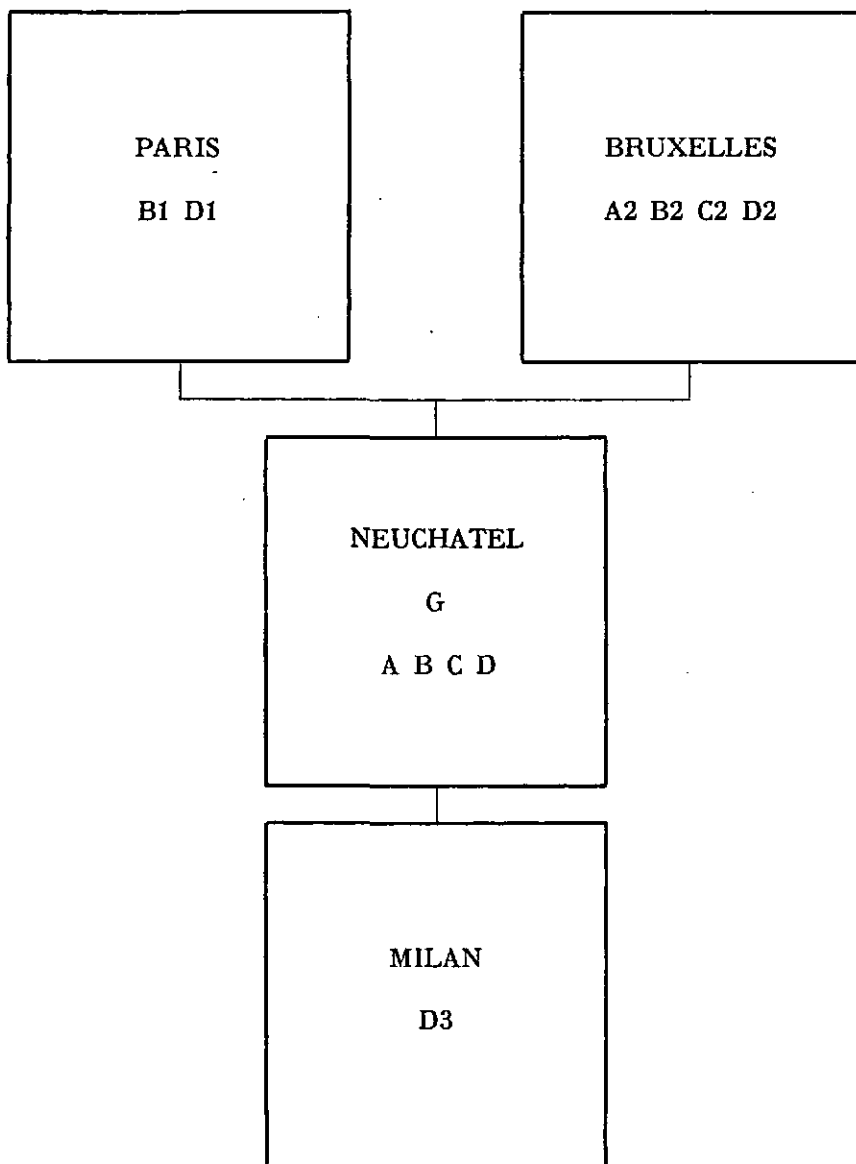 PARIS
B1 D1
BRUXELLES
A2 B2 C2 D2
NEUCHATEL
G
A B C D
MILAN
D3